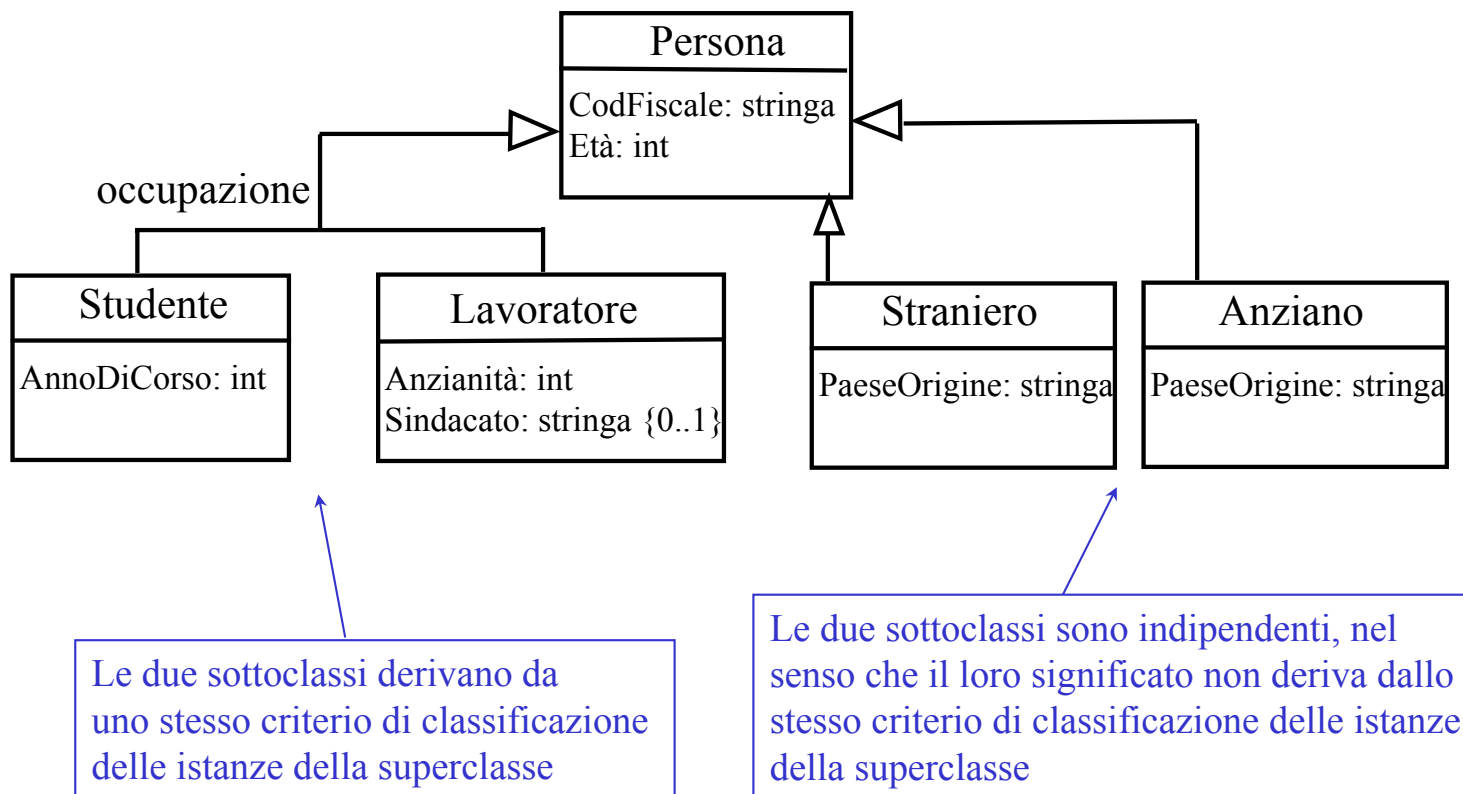 Persona
CodFiscale: stringa
Età: int
occupazione
Studente
AnnoDiCorso: int
Lavoratore
Anzianità: int
Sindacato: stringa {0..1}
Straniero
PaeseOrigine: stringa
Anziano
PaeseOrigine: stringa
Le due sottoclassi derivano da
uno stesso criterio di classificazione
delle istanze della superclasse
Le due sottoclassi sono indipendenti, nel
senso che il loro significato non deriva dallo
stesso criterio di classificazione delle istanze
della superclasse